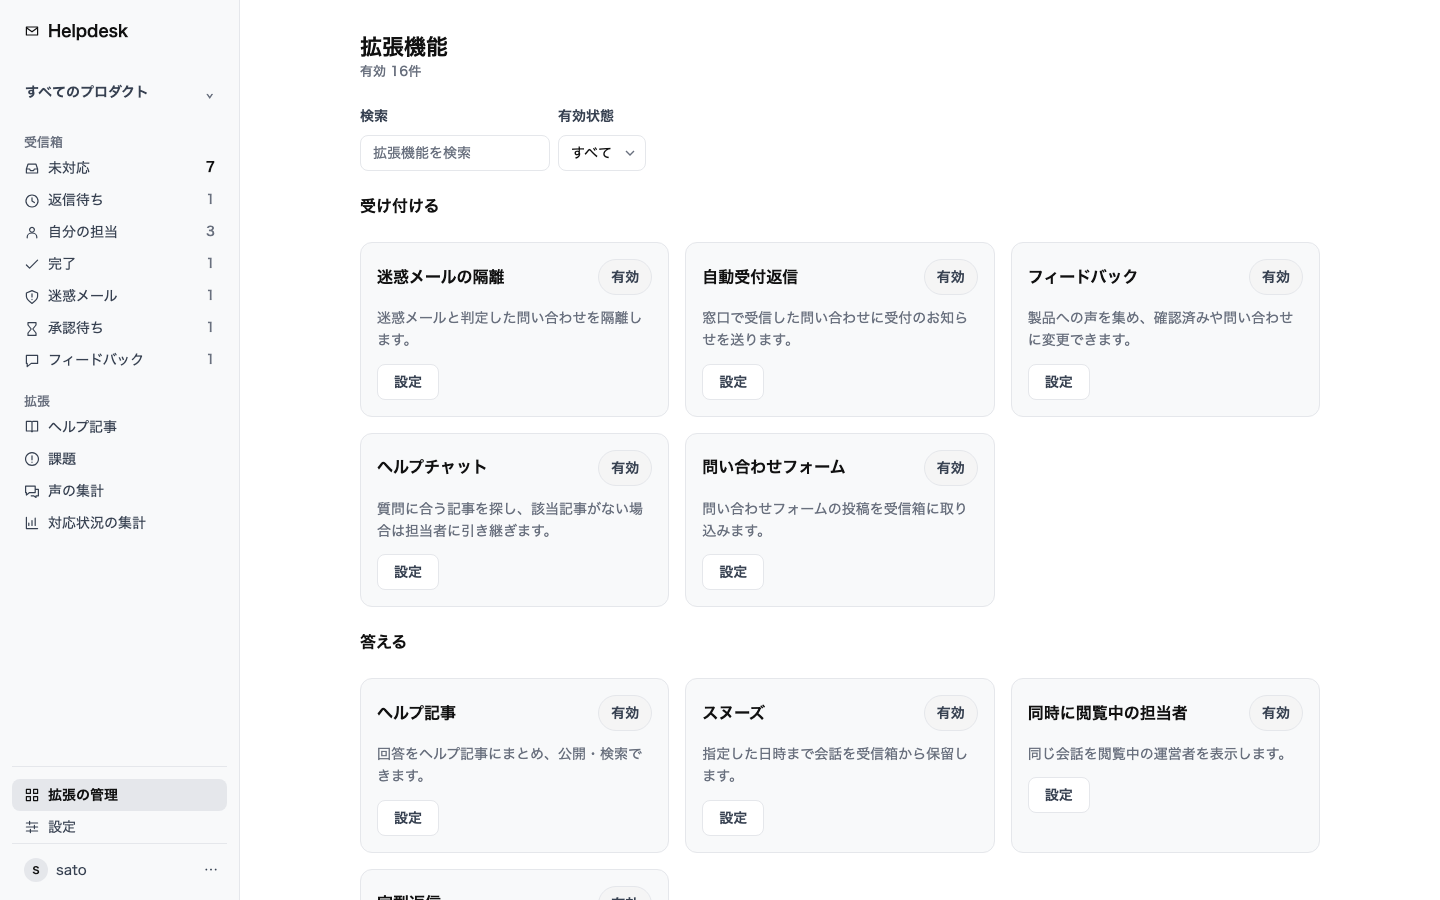 Helpdesk
すべてのプロダクト
受信箱
未対応 7
返信待ち 1
自分の担当 3
完了 1
迷惑メール 1
承認待ち 1
フィードバック 1
拡張
ヘルプ記事
課題
声の集計
対応状況の集計
拡張の管理
設定
S sato ...
拡張機能
有効 16件
検索 有効状態
拡張機能を検索 すべて
受け付ける
迷惑メールの隔離 有効
迷惑メールと判定した問い合わせを隔離し
ます。
設定
自動受付返信 有効
窓口で受信した問い合わせに受付のお知ら
せを送ります。
設定
フィードバック 有効
製品への声を集め、確認済みや問い合わせ
に変更できます。
設定
ヘルプチャット 有効
質問に合う記事を探し、該当記事がない場
合は担当者に引き継ぎます。
設定
問い合わせフォーム 有効
問い合わせフォームの投稿を受信箱に取り
込みます。
設定
答える
ヘルプ記事 有効
回答をヘルプ記事にまとめ、公開・検索で
きます。
設定
スヌーズ 有効
指定した日時まで会話を受信箱から保留し
ます。
設定
同時に閲覧中の担当者 有効
同じ会話を閲覧中の運営者を表示します。
設定